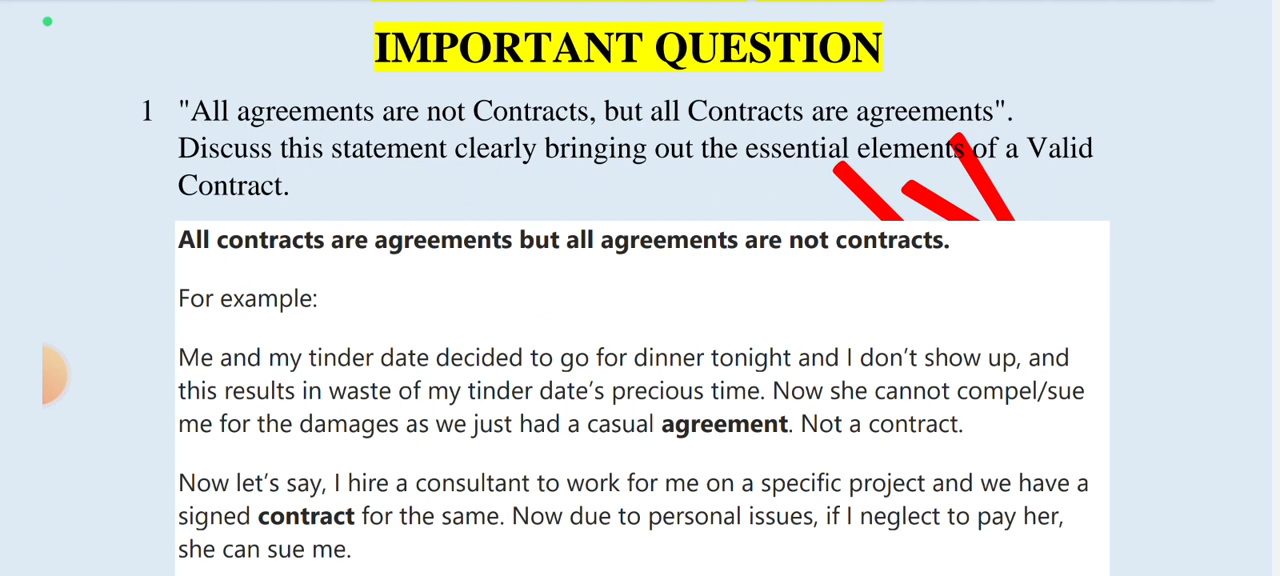 IMPORTANT QUESTION
1 "All agreements are not Contracts, but all Contracts are agreements".
Discuss this statement clearly bringing out the essential elements of a Valid
Contract.
All contracts are agreements but all agreements are not contracts.
For example:
Me and my tinder date decided to go for dinner tonight and I don’t show up, and
this results in waste of my tinder date’s precious time. Now she cannot compel/sue
me for the damages as we just had a casual agreement. Not a contract.
Now let’s say, I hire a consultant to work for me on a specific project and we have a
signed contract for the same. Now due to personal issues, if I neglect to pay her,
she can sue me.